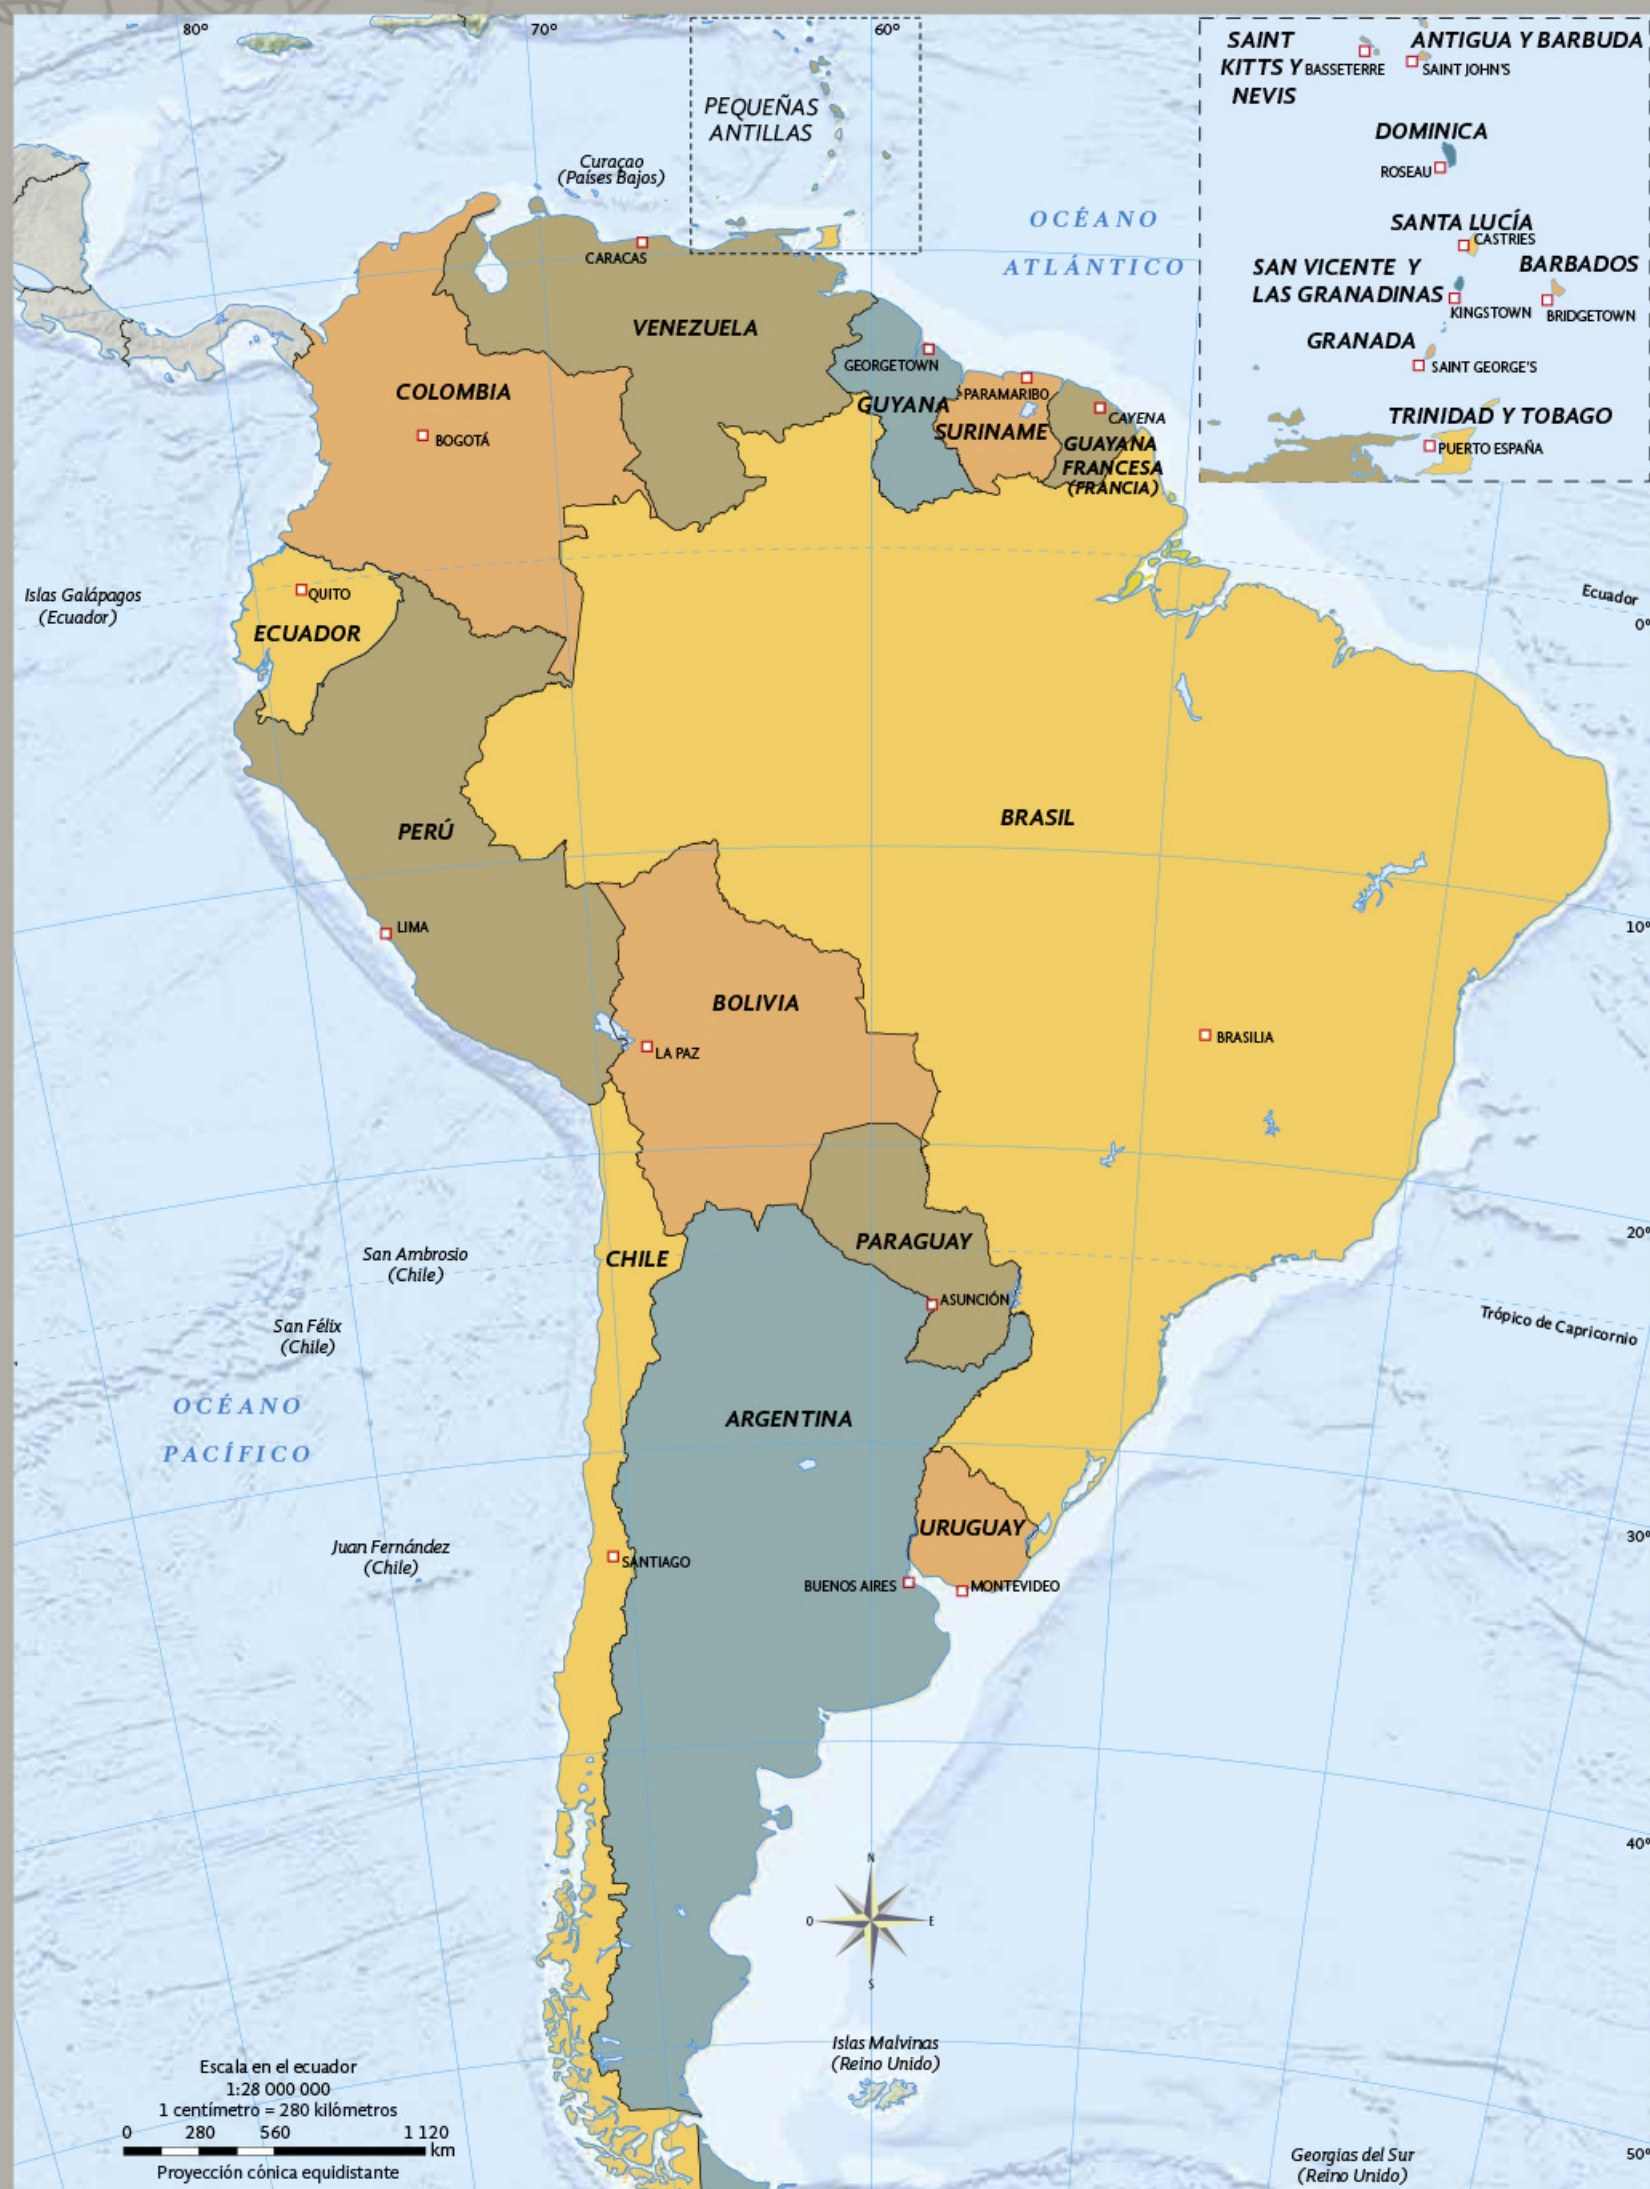 80°
70°
60°
PEQUEÑAS
ANTILLAS
Curaçao
(Países Bajos)
OCÉANO
ATLÁNTICO
SAINT
KITTS Y
NEVIS
BASSETERRE
ANTIGUA Y BARBUDA
SAINT JOHN'S
DOMINICA
ROSEAU
SANTA LUCÍA
CASTRIES
SAN VICENTE Y
LAS GRANADINAS
KINGSTOWN
BARBADOS
BRIDGETOWN
GRANADA
SAINT GEORGE'S
TRINIDAD Y TOBAGO
PUERTO ESPAÑA
CARACAS
VENEZUELA
COLOMBIA
BOGOTÁ
GEORGETOWN
GUYANA
PARAMARIBO
SURINAME
CAYENA
GUAYANA
FRANCESA
(FRANCIA)
Islas Galápagos
(Ecuador)
QUITO
ECUADOR
Ecuador
0°
PERÚ
LIMA
BRASIL
10°
BOLIVIA
LA PAZ
BRASILIA
20°
San Ambrosio
(Chile)
CHILE
PARAGUAY
ASUNCIÓN
San Félix
(Chile)
Trópico de Capricornio
OCÉANO
PACÍFICO
ARGENTINA
30°
Juan Fernández
(Chile)
SANTIAGO
URUGUAY
BUENOS AIRES
MONTEVIDEO
40°
N
O
E
S
Islas Malvinas
(Reino Unido)
Escala en el ecuador
1:28 000 000
1 centímetro = 280 kilómetros
0 280 560 1 120
km
Proyección cónica equidistante
Georgias del Sur
(Reino Unido)
50°